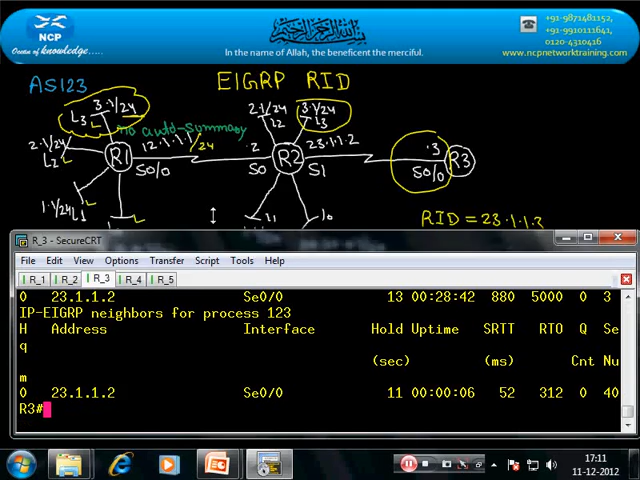 NCP
Ocean of knowledge..
بسم الله الرحمن الرحيم
In the name of Allah, the beneficent the merciful.
+91-9871481152,
+91-9910111641,
0120-4310416
www.ncpnetworktraining.com
AS123
EIGRP RID
L3 3.1/24
2.1/24
L2
1.1/24 L1
R1
no auto-summary
12.1.1.1/24
S0/0
.2
S0
2.1/24
L2
3.1/24
L3
R2
23.1.1.2
S1
11
10
.3
S0/0
R3
RID = 23.1.1.3
R_3 - SecureCRT
File Edit View Options Transfer Script Tools Help
R_1 R_2 R_3 R_4 R_5
0 23.1.1.2 Se0/0 13 00:28:42 880 5000 0 3
IP-EIGRP neighbors for process 123
H Address Interface Hold Uptime SRTT RTO Q Se
q
(sec) (ms) Cnt Nu
m
0 23.1.1.2 Se0/0 11 00:00:06 52 312 0 40
R3#
17:11
11-12-2012